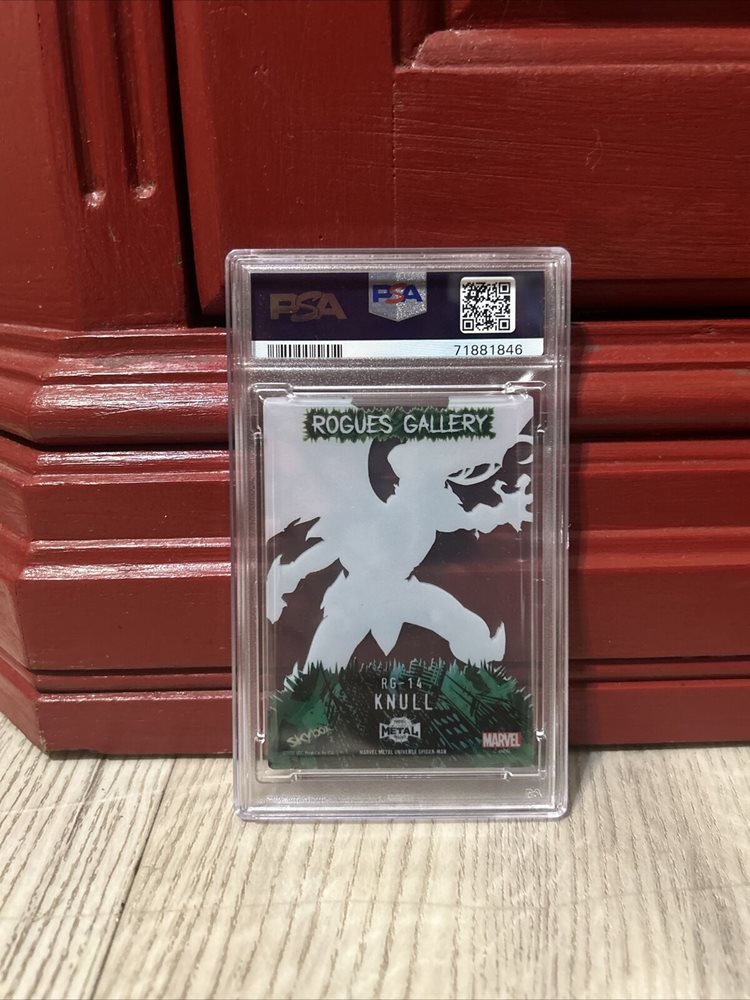 PSA
PSA
71881846
ROGUES GALLERY
RG-14
KNULL
SKYBOX
METAL
MARVEL
MARVEL METAL UNIVERSE SPIDER-MAN